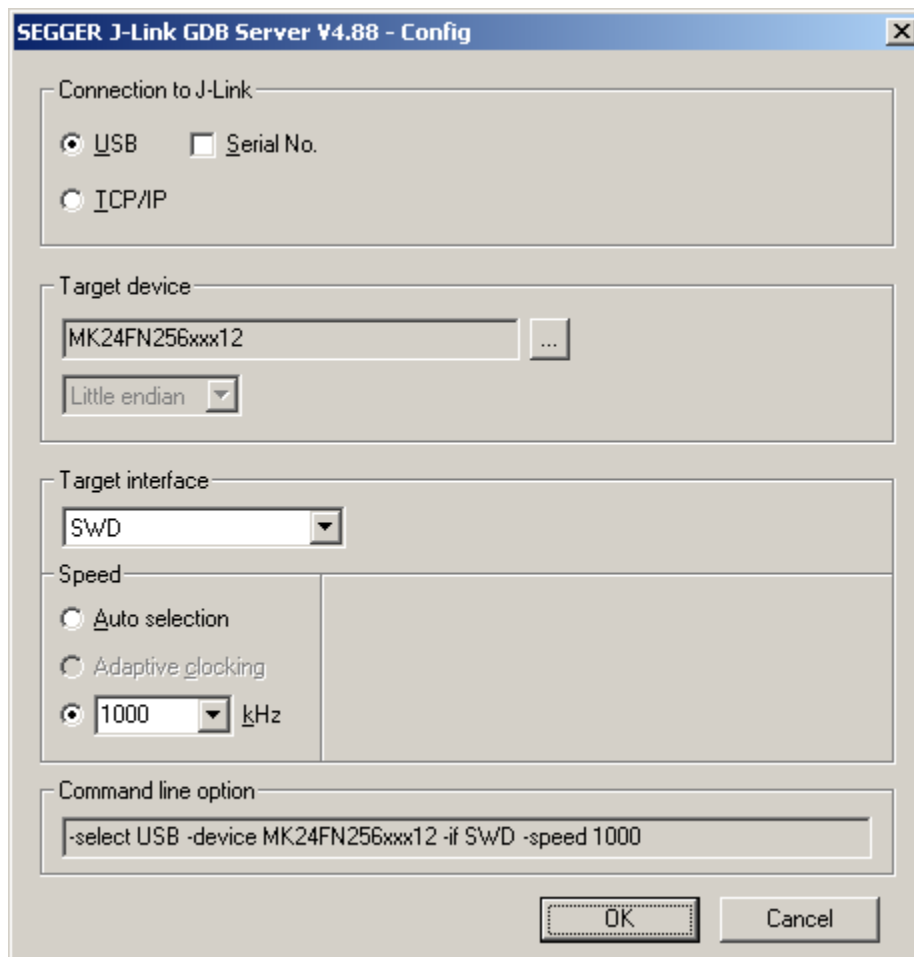 SEGGER J-Link GDB Server V4.88 - Config
Connection to J-Link
USB Serial No.
TCP/IP
Target device
MK24FN256xxx12 ...
Little endian
Target interface
SWD
Speed
Auto selection
Adaptive clocking
1000 kHz
Command line option
-select USB -device MK24FN256xxx12 -if SWD -speed 1000
OK Cancel